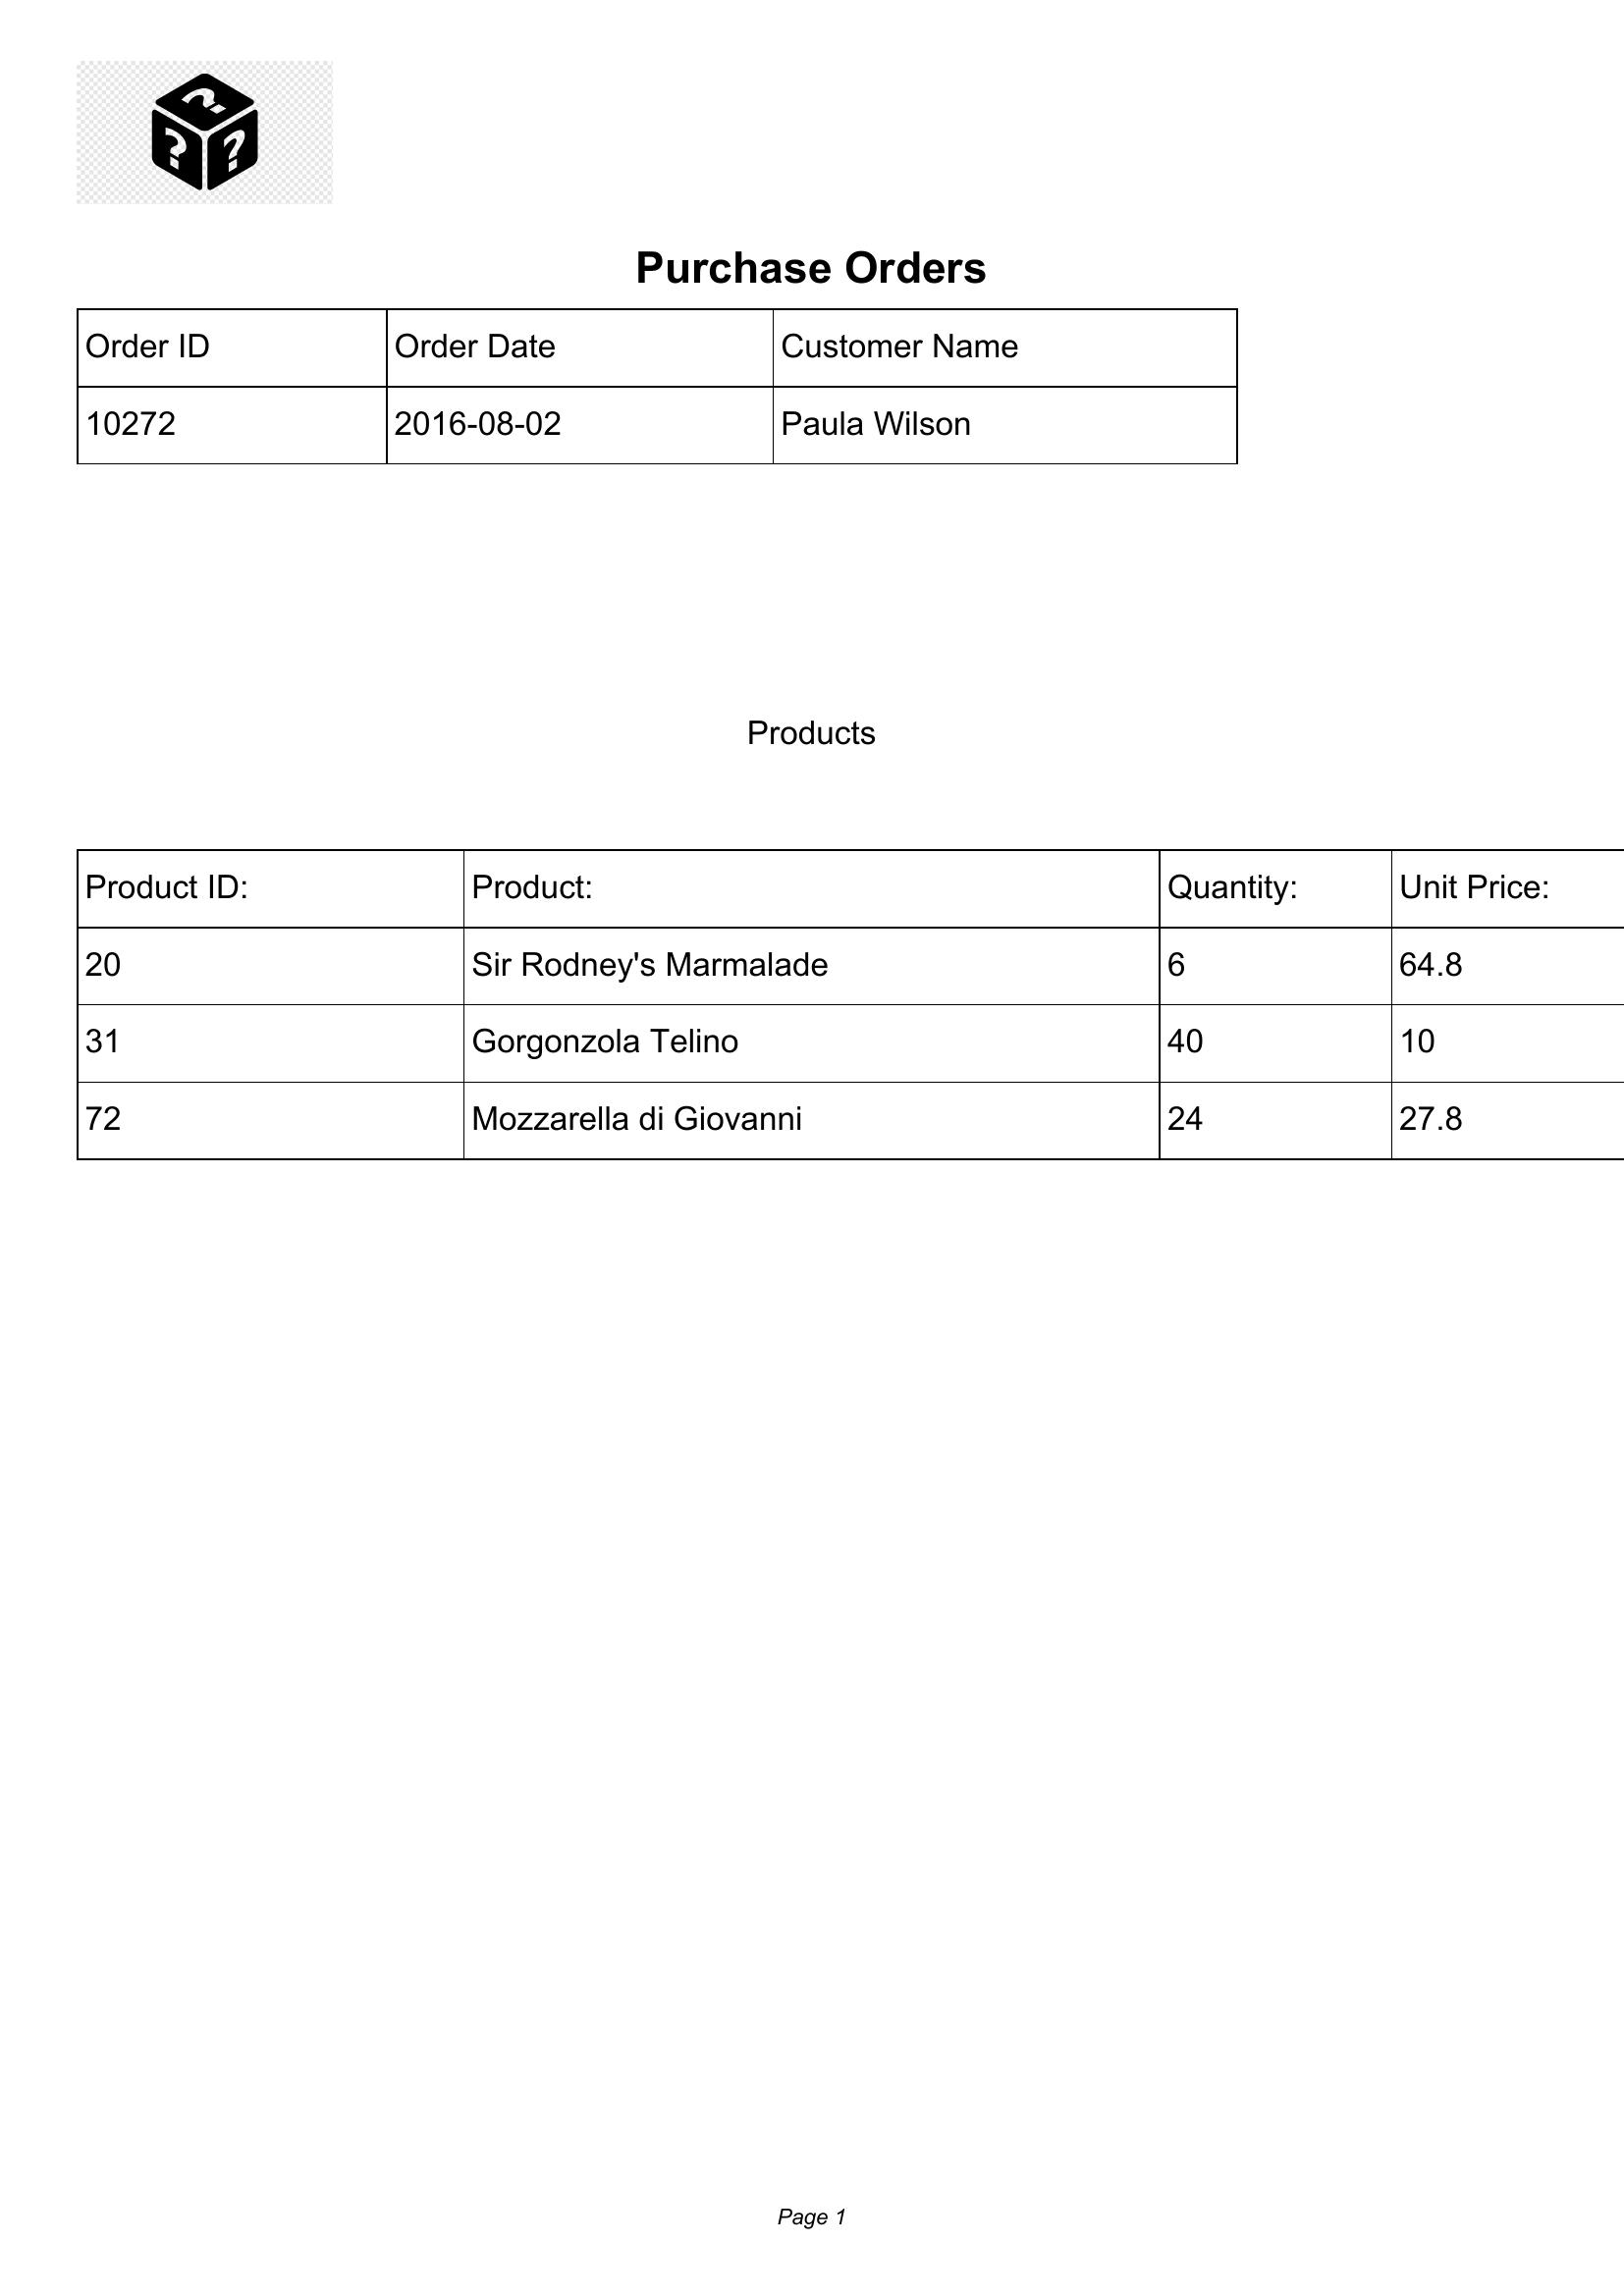 Purchase Orders
Order ID Order Date Customer Name
10272 2016-08-02 Paula Wilson
Products
Product ID: Product: Quantity: Unit Price:
20 Sir Rodney's Marmalade 6 64.8
31 Gorgonzola Telino 40 10
72 Mozzarella di Giovanni 24 27.8
Page 1